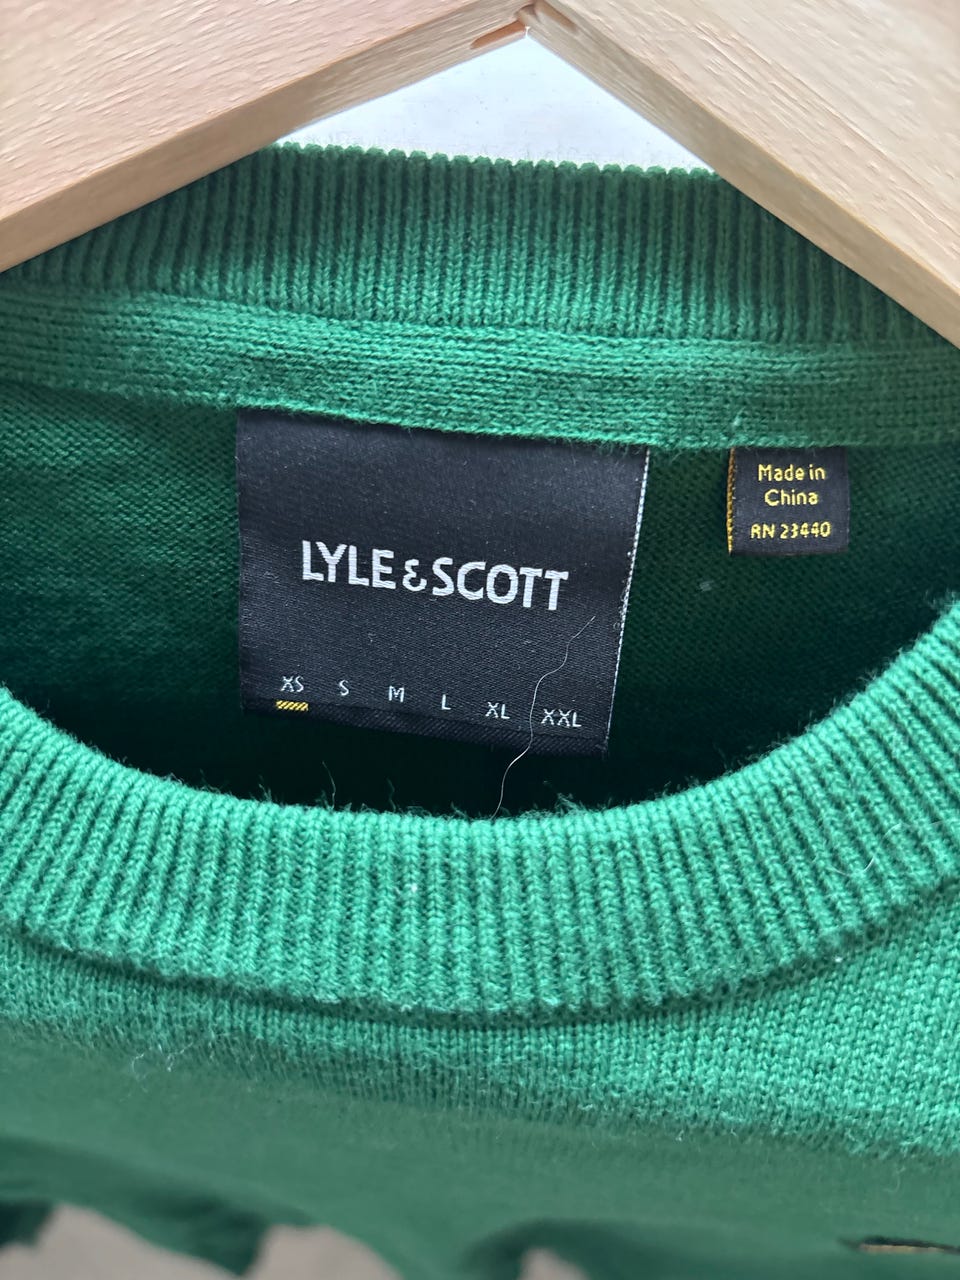 LYLE & SCOTT
XS S M L XL XXL
Made in
China
RN 23440